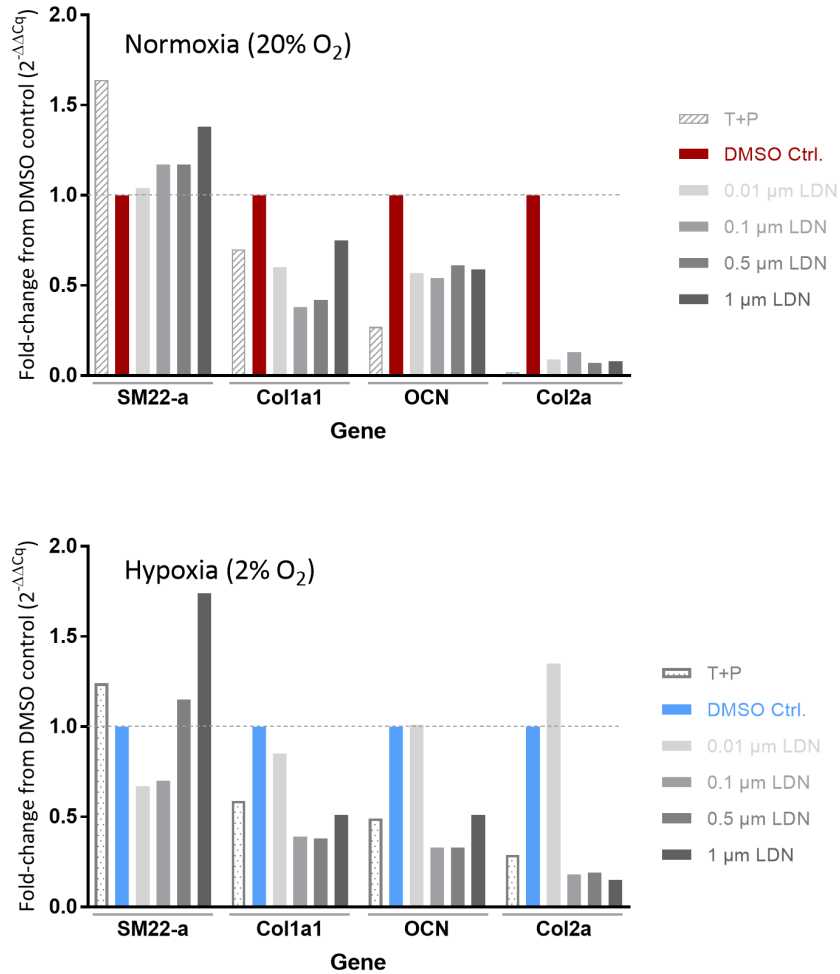 Normoxia (20% O2)
Fold-change from DMSO control (2-ΔΔCq)
2.0
1.5
1.0
0.5
0.0
SM22-a Col1a1 OCN Col2a
Gene
T+P
DMSO Ctrl.
0.01 µm LDN
0.1 µm LDN
0.5 µm LDN
1 µm LDN
Hypoxia (2% O2)
Fold-change from DMSO control (2-ΔΔCq)
2.0
1.5
1.0
0.5
0.0
SM22-a Col1a1 OCN Col2a
Gene
T+P
DMSO Ctrl.
0.01 µm LDN
0.1 µm LDN
0.5 µm LDN
1 µm LDN